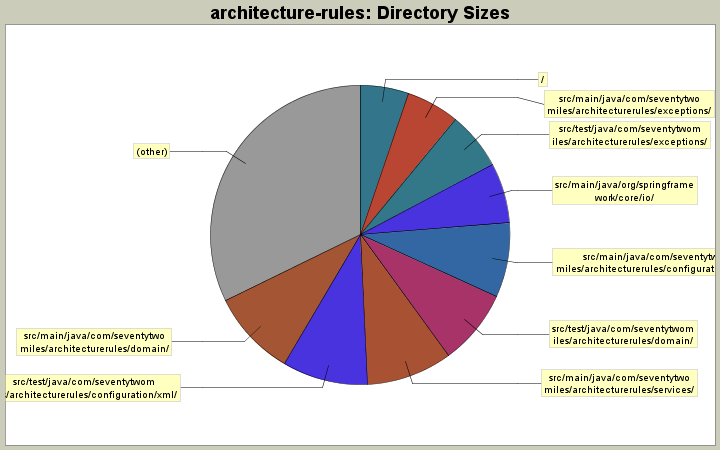 architecture-rules: Directory Sizes
/
src/main/java/com/seventytwo
miles/architecturerules/exceptions/
src/test/java/com/seventytwom
iles/architecturerules/exceptions/
(other)
src/main/java/org/springframe
work/core/io/
src/main/java/com/seventytw
miles/architecturerules/configurat
src/test/java/com/seventytwom
iles/architecturerules/domain/
src/main/java/com/seventytwo
miles/architecturerules/domain/
src/main/java/com/seventytwo
miles/architecturerules/services/
src/test/java/com/seventytwom
/architecturerules/configuration/xml/